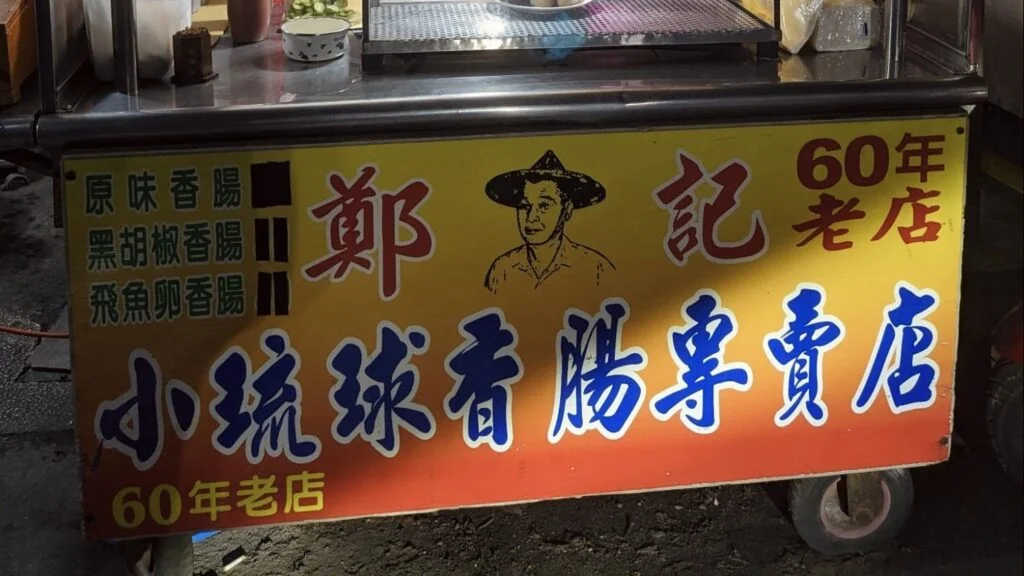 原味香腸
黑胡椒香腸
飛魚卵香腸
鄭記
60年
老店
小琉球香腸專賣店
60年老店